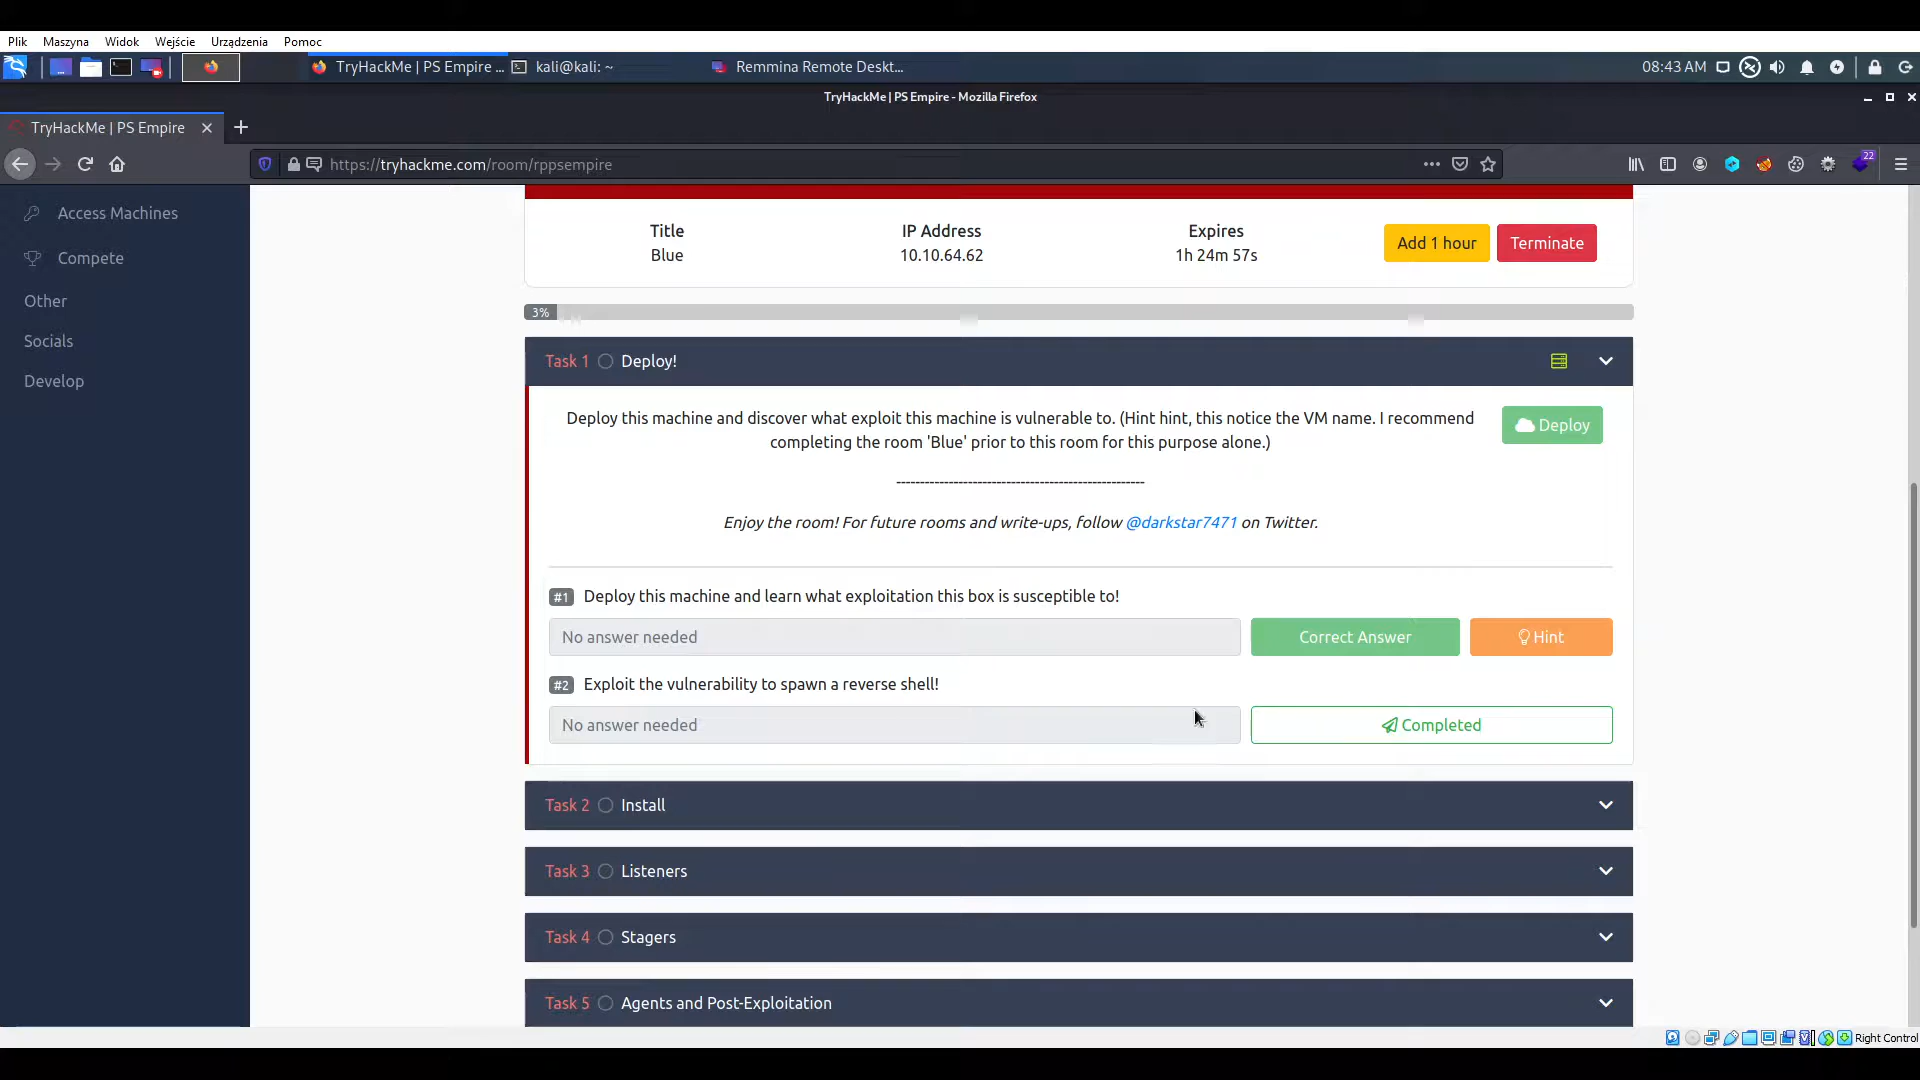 Plik Maszyna Widok Wejście Urządzenia Pomoc
TryHackMe | PS Empire ... kali@kali: ~ Remmina Remote Deskt... 08:43 AM
TryHackMe | PS Empire - Mozilla Firefox
TryHackMe | PS Empire
https://tryhackme.com/room/rppsempire
22
Access Machines
Compete
Other
Socials
Develop
Title IP Address Expires
Blue 10.10.64.62 1h 24m 57s
Add 1 hour Terminate
3%
Task 1 Deploy!
Deploy this machine and discover what exploit this machine is vulnerable to. (Hint hint, this notice the VM name. I recommend
completing the room 'Blue' prior to this room for this purpose alone.)
Deploy
-----------------------------------------------------
Enjoy the room! For future rooms and write-ups, follow @darkstar7471 on Twitter.
#1 Deploy this machine and learn what exploitation this box is susceptible to!
No answer needed Correct Answer Hint
#2 Exploit the vulnerability to spawn a reverse shell!
No answer needed Completed
Task 2 Install
Task 3 Listeners
Task 4 Stagers
Task 5 Agents and Post-Exploitation
Right Control